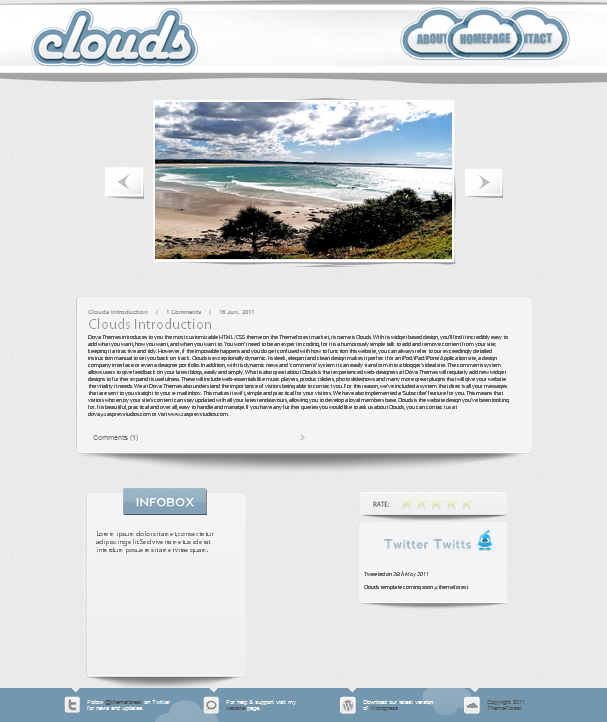 clouds
ABOUT HOMEPAGE NTACT
Clouds Introduction | 1 Comments | 18 Jun, 2011
Clouds Introduction
Dova Themes introduces to you the most customizable HTML/CSS theme on the Themeforest market, its name is Clouds. With its widget based design, you'll find it incredibly easy to
add what you want, how you want, and when you want to. You won't need to be an expert in coding, for it is a humorously simple task to add and remove content from your site;
keeping it attractive and tidy. However, if the impossible happens and you do get confused with how to function this website, you can always refer to our exceedingly detailed
instruction manual to set you back on track. Clouds is exceptionally dynamic. Its sleek, elegant and clean design makes it perfect for an iPod/iPad/iPhone Application site, a design
company interface or even a designer portfolio. In addition, with its dynamic news and 'comments' system it can easily transform into a blogger's ideal site. The comment system
allows users to give feedback on your latest blogs, easily and simply. What is also great about Clouds is that experienced web-designers at Dova Themes will regularly add new widget
designs to further expand its usefulness. These will include web-essentials like music players, product sliders, photo slideshows and many more great plugins that will give your website
the vitality it needs. We at Dova Themes also understand the importance of visitors being able to contact you. For this reason, we've included a system that directs all your messages
that are sent to you straight to your e-mail inbox. This makes it swift, simple and practical for your visitors. We have also implemented a 'Subscribe' feature for you. This means that
visitors whom enjoy your site's content can stay updated with all your latest endeavours, allowing you to develop a loyal members base. Clouds is the website design you've been looking
for. It is beautiful, practical and over all, easy to handle and manage. If you have any further queries you would like to ask us about Clouds, you can contact us at
Comments (1) »
INFOBOX
Lorem ipsum dolor sit amet, consectetur
adipiscing elit. Sed vivera metus id erat
interdum posuere sit amet vitae quam.
RATE:
Twitter Twitts
Tweeted on 28th May 2011
Clouds template coming soon @themeforest
Follow @themeforest on Twitter
for news and updates.
For help & support visit my
website page.
Download our latest version
of Wordpress
Copyright 2011
ThemeForest.